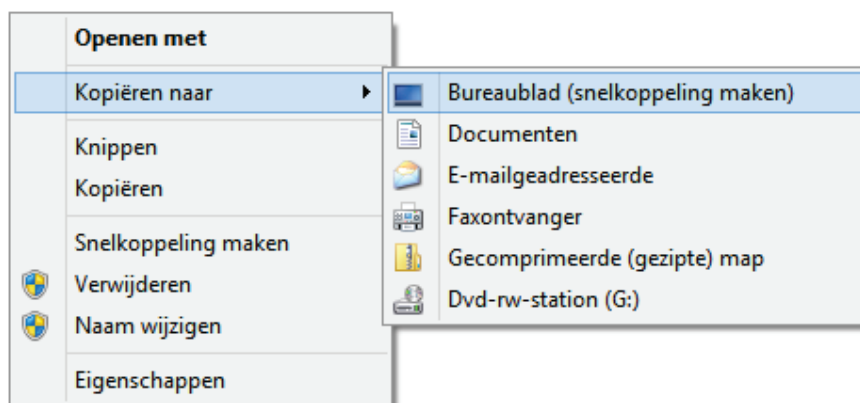 Openen met
Kopiëren naar
Knippen
Kopiëren
Snelkoppeling maken
Verwijderen
Naam wijzigen
Eigenschappen
Bureaublad (snelkoppeling maken)
Documenten
E-mailgeadresseerde
Faxontvanger
Gecomprimeerde (gezipte) map
Dvd-rw-station (G:)